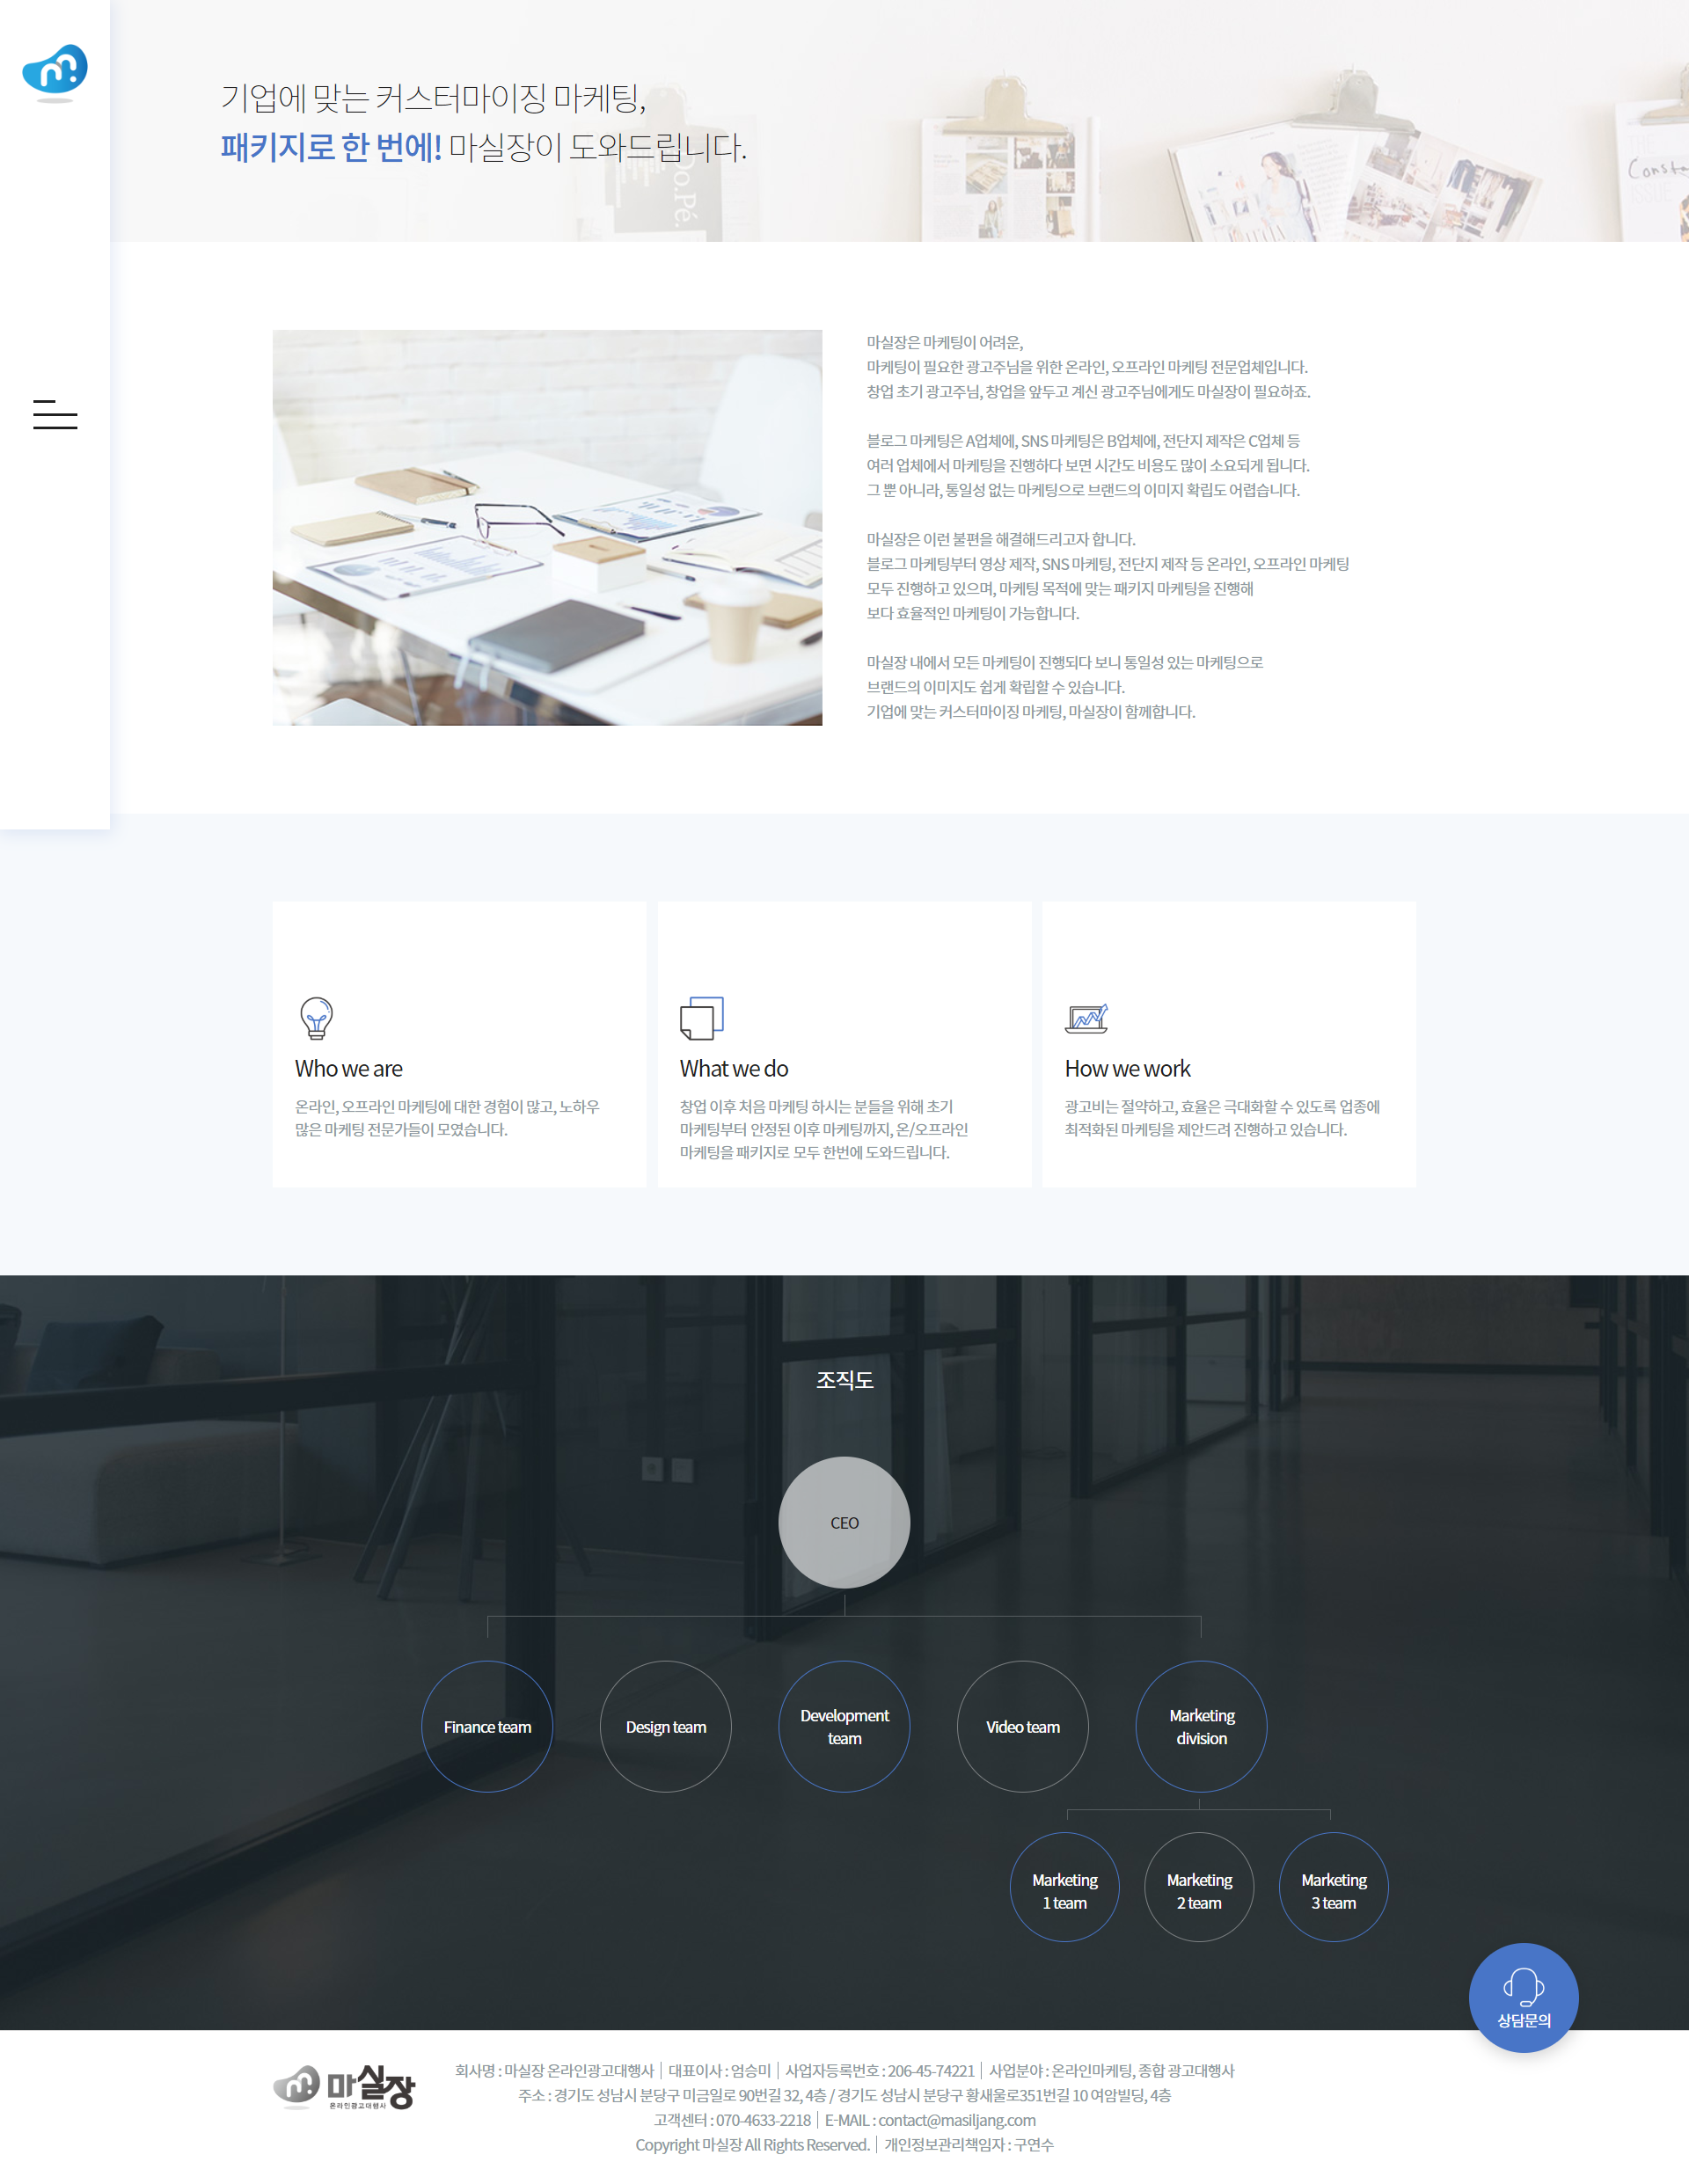 기업에 맞는 커스터마이징 마케팅,
패키지로 한 번에! 마실장이 도와드립니다.
Do.Pé.
마실장은 마케팅이 어려운,
마케팅이 필요한 광고주님을 위한 온라인, 오프라인 마케팅 전문업체입니다.
창업 초기 광고주님, 창업을 앞두고 계신 광고주님에게도 마실장이 필요하죠.
블로그 마케팅은 A업체에, SNS 마케팅은 B업체에, 전단지 제작은 C업체 등
여러 업체에서 마케팅을 진행하다 보면 시간도 비용도 많이 소요되게 됩니다.
그 뿐 아니라, 통일성 없는 마케팅으로 브랜드의 이미지 확립도 어렵습니다.
마실장은 이런 불편을 해결해드리고자 합니다.
블로그 마케팅부터 영상 제작, SNS 마케팅, 전단지 제작 등 온라인, 오프라인 마케팅
모두 진행하고 있으며, 마케팅 목적에 맞는 패키지 마케팅을 진행해
보다 효율적인 마케팅이 가능합니다.
마실장 내에서 모든 마케팅이 진행되다 보니 통일성 있는 마케팅으로
브랜드의 이미지도 쉽게 확립할 수 있습니다.
기업에 맞는 커스터마이징 마케팅, 마실장이 함께합니다.
Who we are
온라인, 오프라인 마케팅에 대한 경험이 많고, 노하우
많은 마케팅 전문가들이 모였습니다.
What we do
창업 이후 처음 마케팅 하시는 분들을 위해 초기
마케팅부터 안정된 이후 마케팅까지, 온/오프라인
마케팅을 패키지로 모두 한번에 도와드립니다.
How we work
광고비는 절약하고, 효율은 극대화할 수 있도록 업종에
최적화된 마케팅을 제안드려 진행하고 있습니다.
조직도
CEO
Finance team
Design team
Development
team
Video team
Marketing
division
Marketing
1 team
Marketing
2 team
Marketing
3 team
상담문의
마실장
온라인광고대행사
회사명 : 마실장 온라인광고대행사 │ 대표이사 : 엄승미 │ 사업자등록번호 : 206-45-74221 │ 사업분야 : 온라인마케팅, 종합 광고대행사
주소 : 경기도 성남시 분당구 미금일로 90번길 32, 4층 / 경기도 성남시 분당구 황새울로351번길 10 여암빌딩, 4층
고객센터 : 070-4633-2218 │ E-MAIL : contact@masiljang.com
Copyright 마실장 All Rights Reserved. │ 개인정보관리책임자 : 구연수